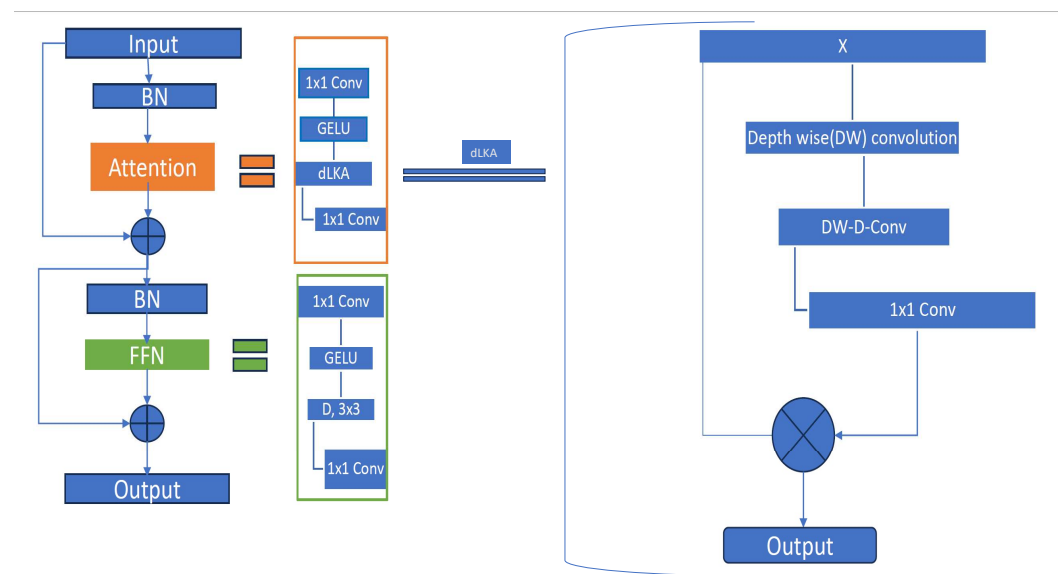 Input
BN
Attention
BN
FFN
Output
1x1 Conv
GELU
dLKA
1x1 Conv
1x1 Conv
GELU
D, 3x3
1x1 Conv
dLKA
X
Depth wise(DW) convolution
DW-D-Conv
1x1 Conv
Output